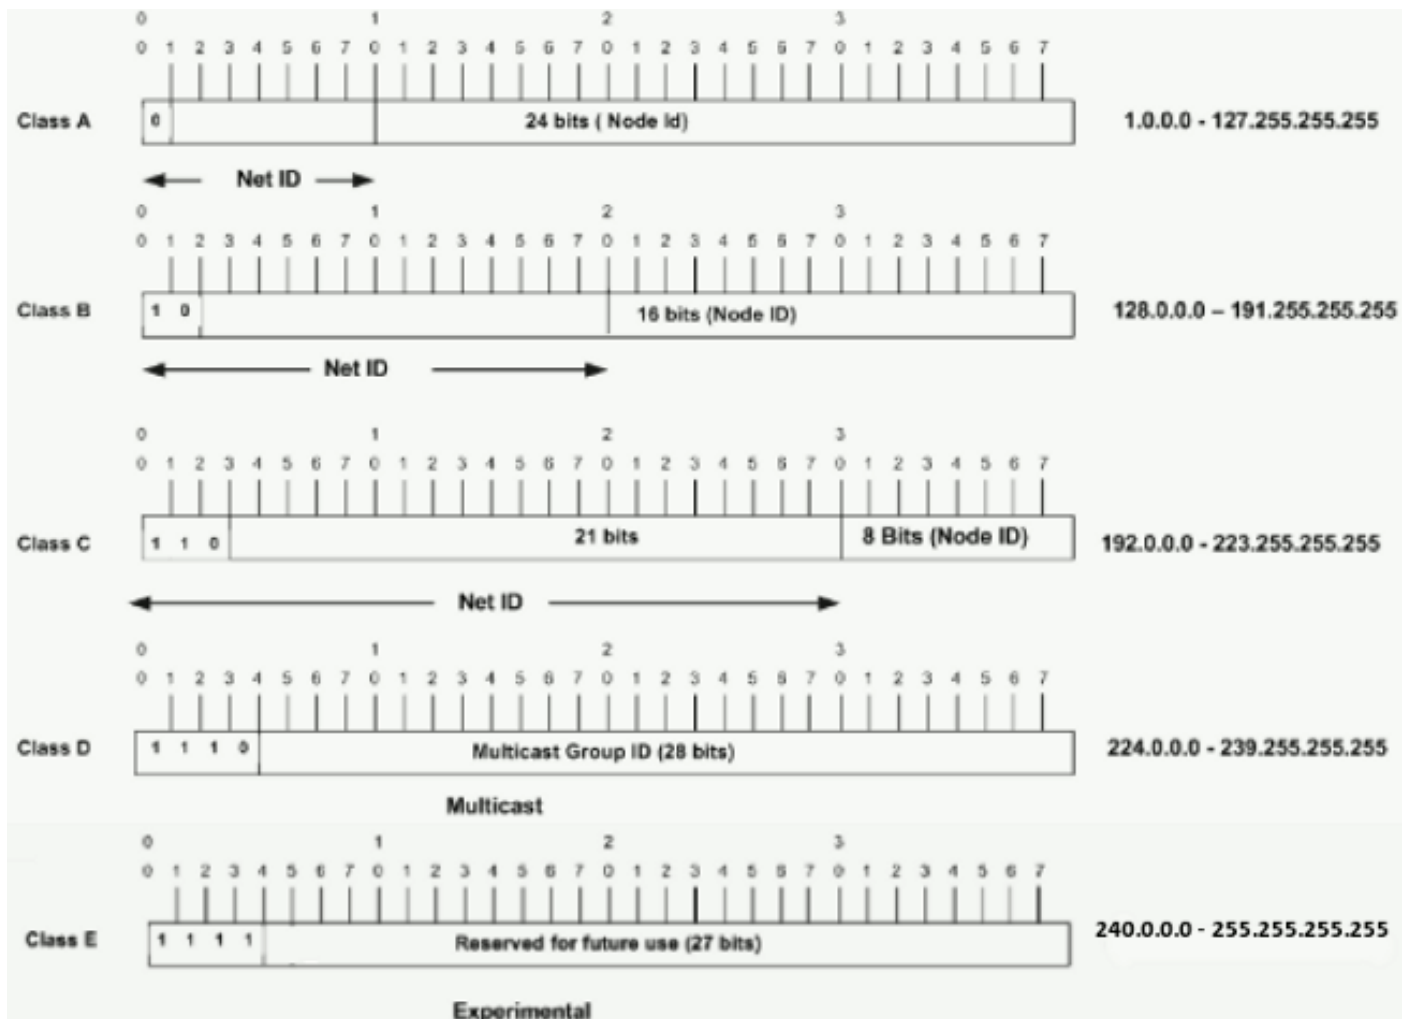 0 1 2 3
0 1 2 3 4 5 6 7 0 1 2 3 4 5 6 7 0 1 2 3 4 5 6 7 0 1 2 3 4 5 6 7
Class A 0 24 bits ( Node Id) 1.0.0.0 - 127.255.255.255
Net ID
0 1 2 3
0 1 2 3 4 5 6 7 0 1 2 3 4 5 6 7 0 1 2 3 4 5 6 7 0 1 2 3 4 5 6 7
Class B 1 0 16 bits (Node ID) 128.0.0.0 – 191.255.255.255
Net ID
0 1 2 3
0 1 2 3 4 5 6 7 0 1 2 3 4 5 6 7 0 1 2 3 4 5 6 7 0 1 2 3 4 5 6 7
Class C 1 1 0 21 bits 8 Bits (Node ID) 192.0.0.0 - 223.255.255.255
Net ID
0 1 2 3
0 1 2 3 4 5 6 7 0 1 2 3 4 5 6 7 0 1 2 3 4 5 6 7 0 1 2 3 4 5 6 7
Class D 1 1 1 0 Multicast Group ID (28 bits) 224.0.0.0 - 239.255.255.255
Multicast
0 1 2 3
0 1 2 3 4 5 6 7 0 1 2 3 4 5 6 7 0 1 2 3 4 5 6 7 0 1 2 3 4 5 6 7
Class E 1 1 1 1 Reserved for future use (27 bits) 240.0.0.0 - 255.255.255.255
Experimental